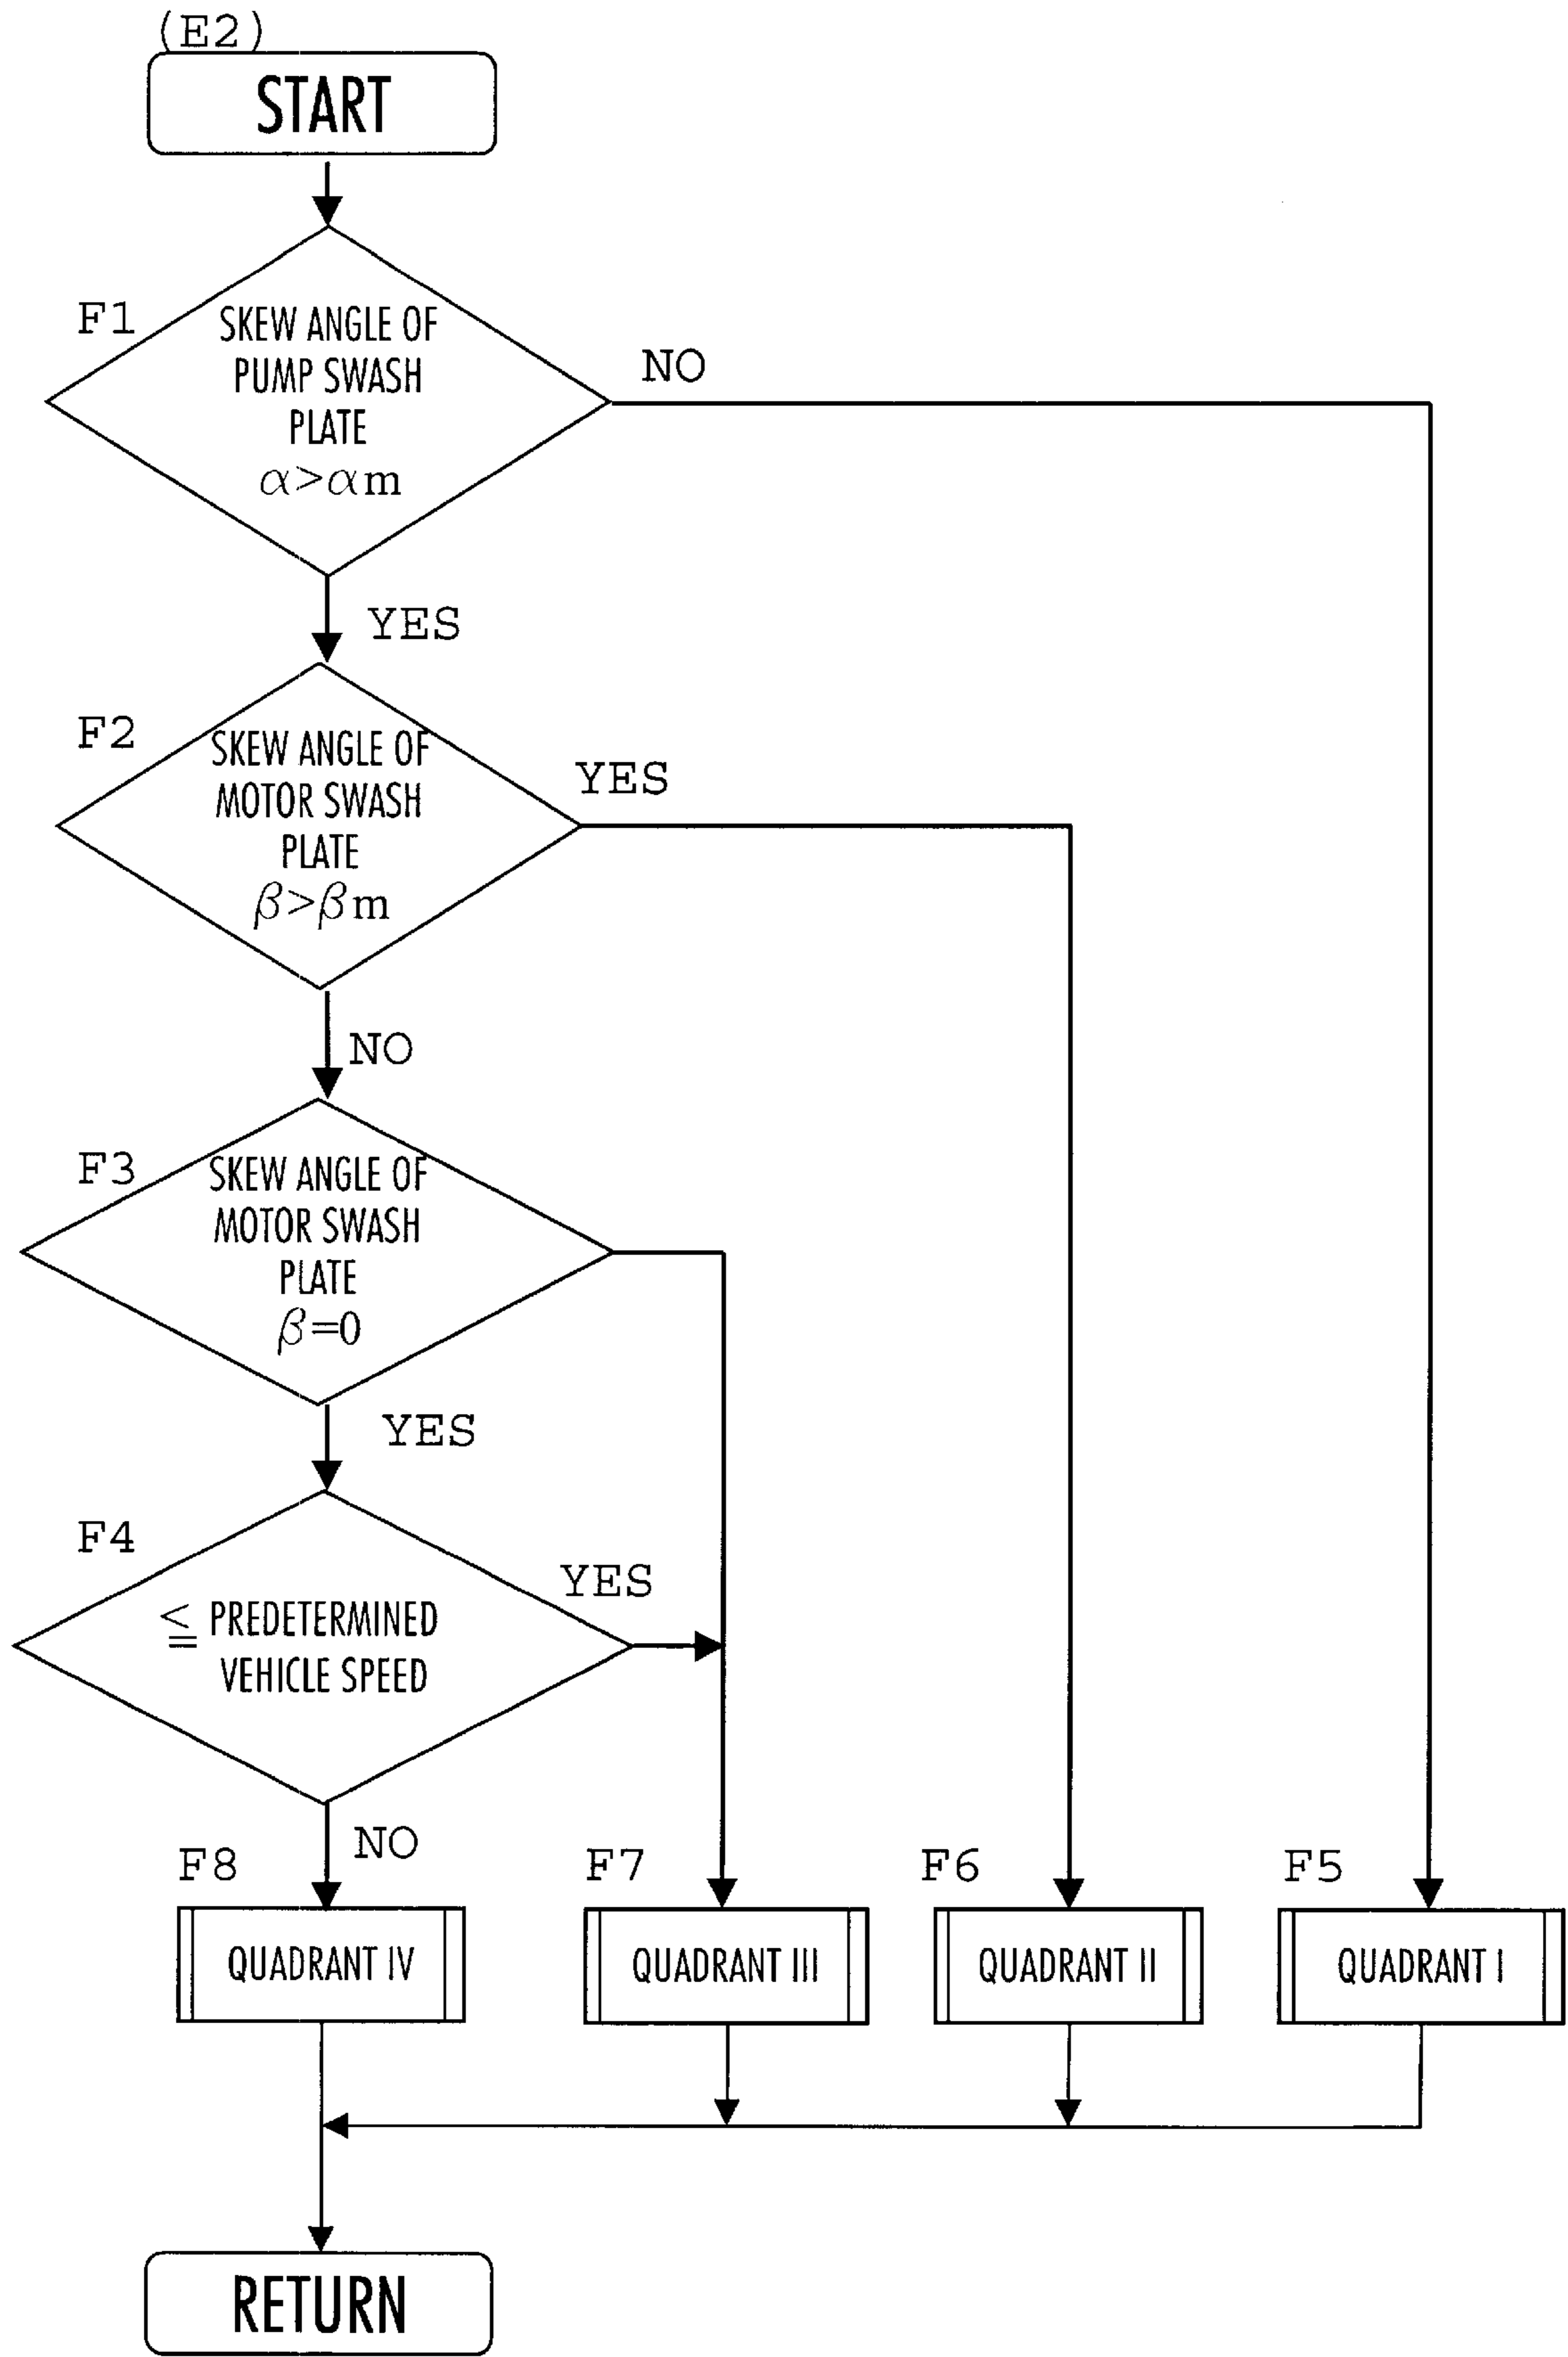 (E2)
START
F1
SKEW ANGLE OF
PUMP SWASH
PLATE
α>αm
NO
YES
F2
SKEW ANGLE OF
MOTOR SWASH
PLATE
β>βm
YES
NO
F3
SKEW ANGLE OF
MOTOR SWASH
PLATE
β=0
YES
F4
≦ PREDETERMINED
VEHICLE SPEED
YES
NO
F8
QUADRANT IV
F7
QUADRANT III
F6
QUADRANT II
F5
QUADRANT I
RETURN